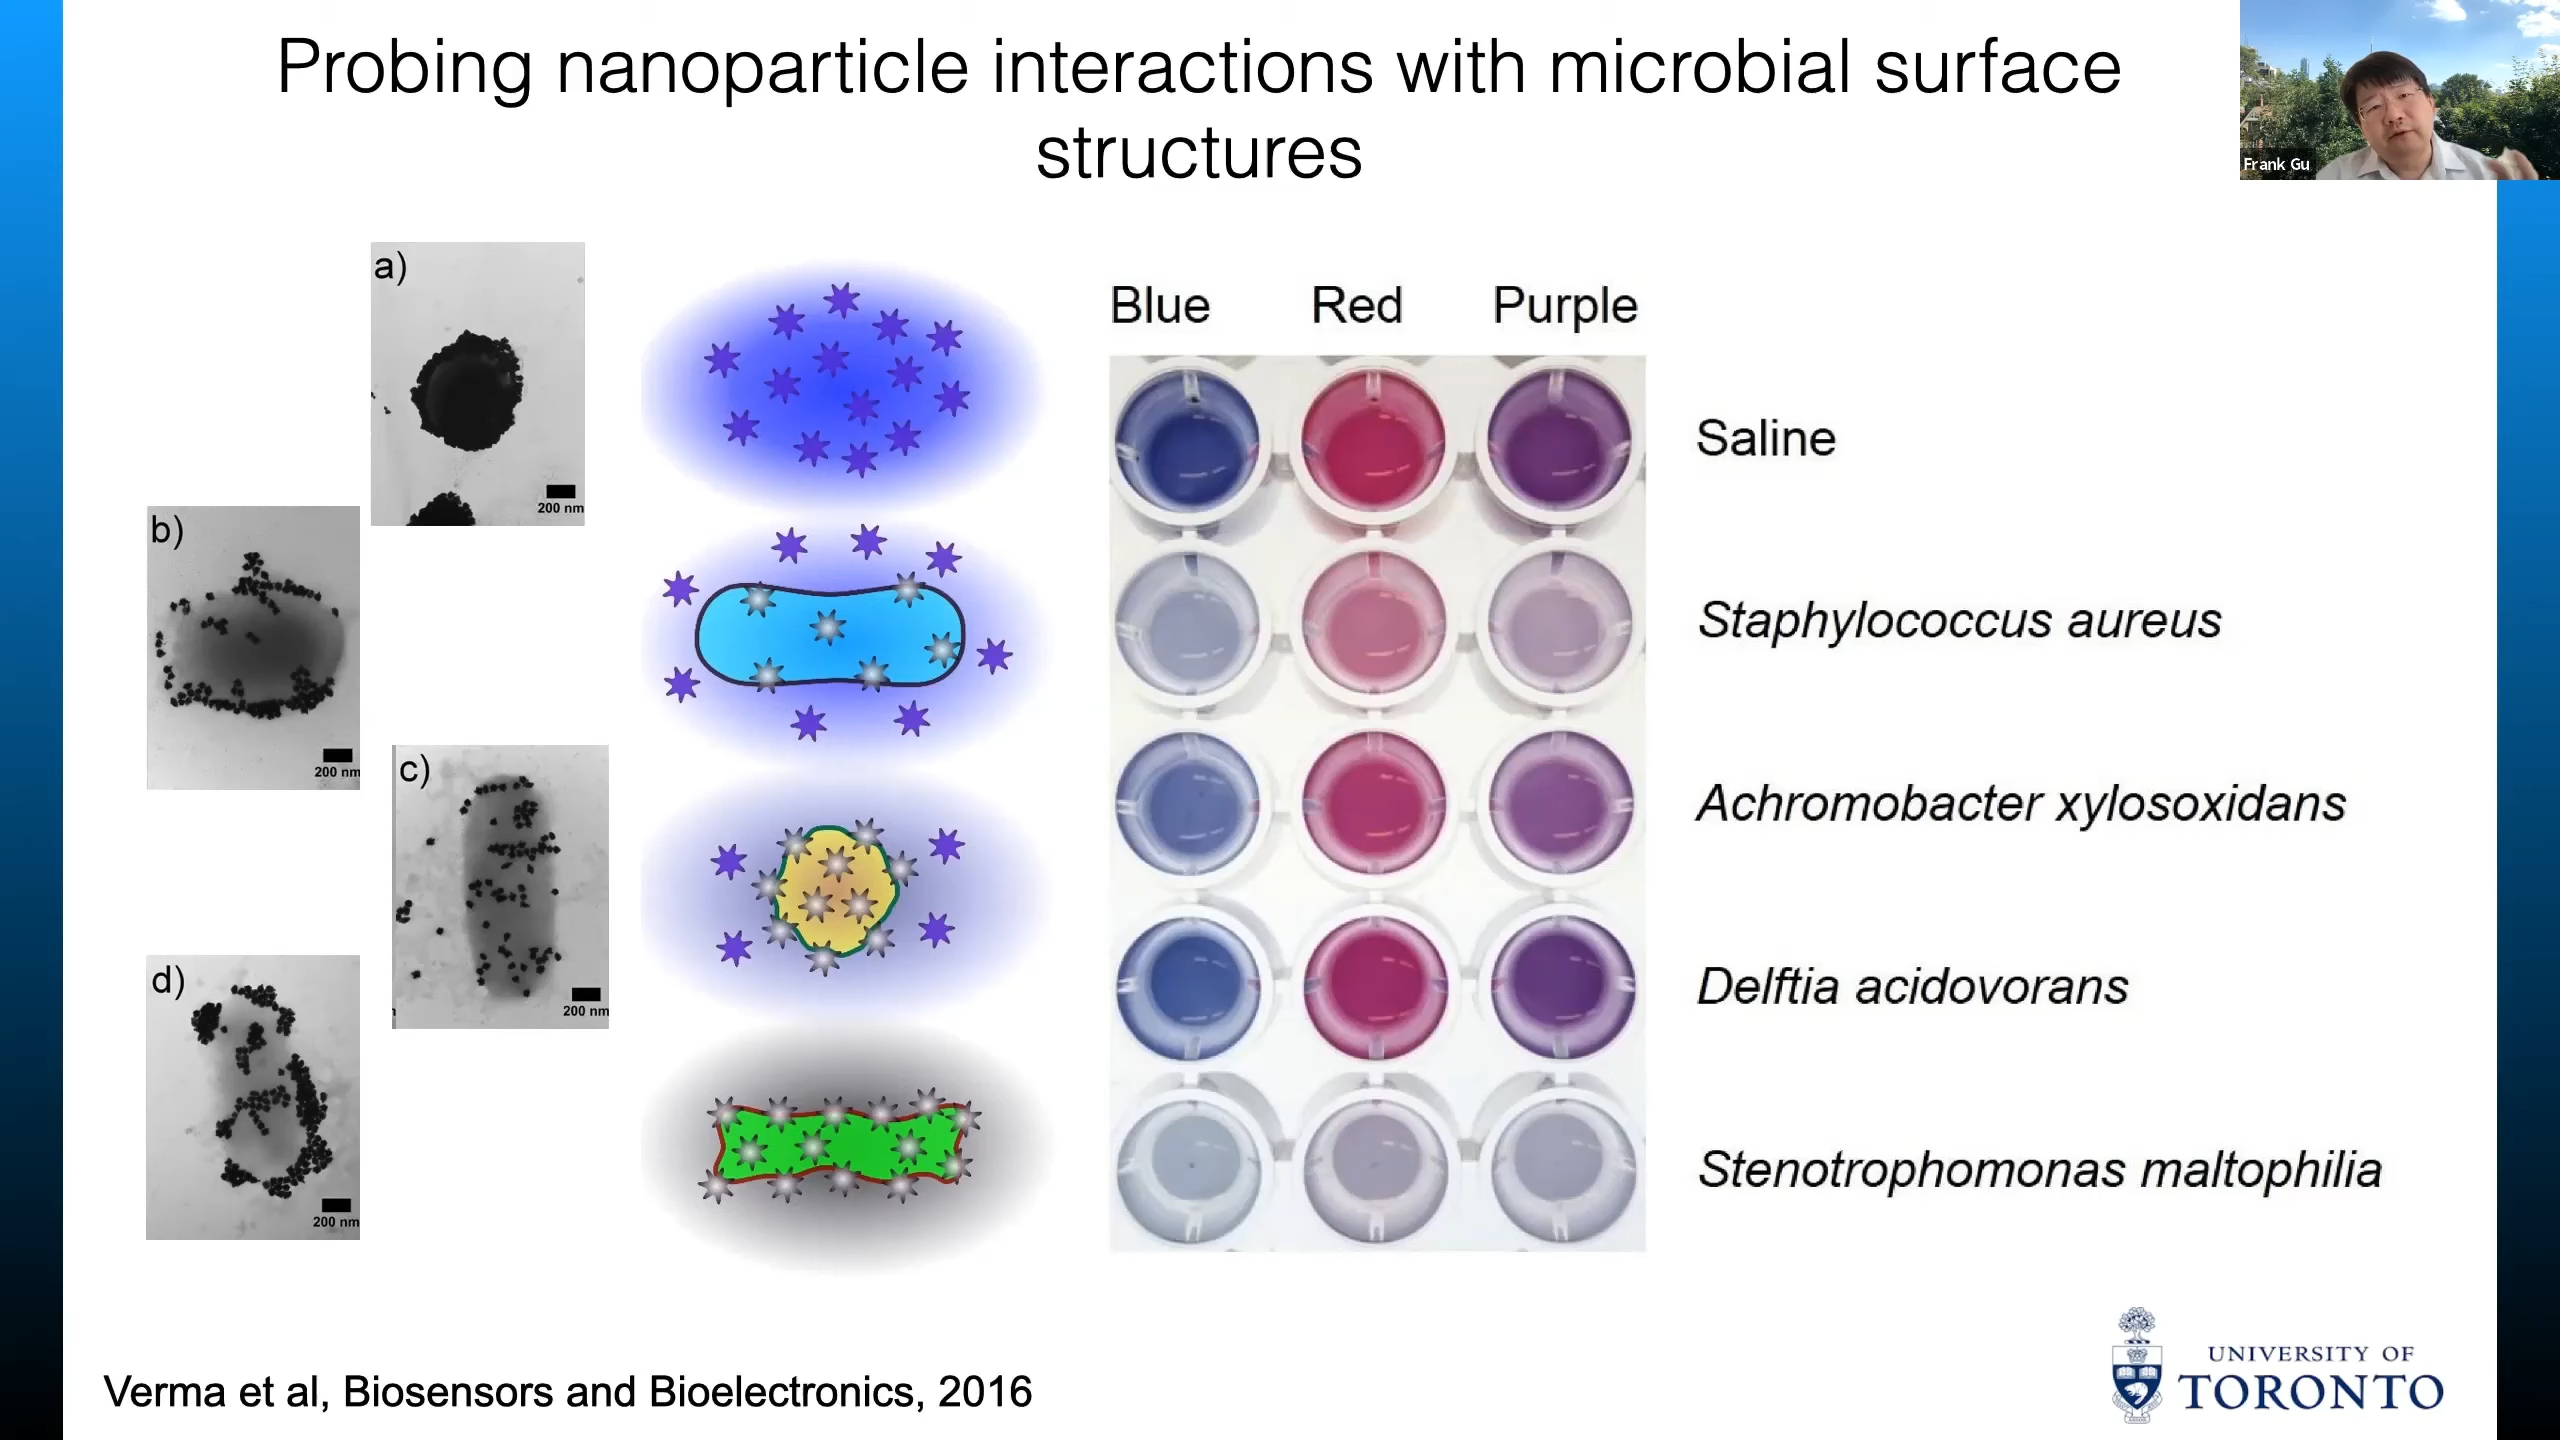 Probing nanoparticle interactions with microbial surface
structures
Frank Gu
a)
200 nm
b)
200 nm
c)
200 nm
d)
200 nm
Blue Red Purple
Saline
Staphylococcus aureus
Achromobacter xylosoxidans
Delftia acidovorans
Stenotrophomonas maltophilia
Verma et al, Biosensors and Bioelectronics, 2016
UNIVERSITY OF
TORONTO